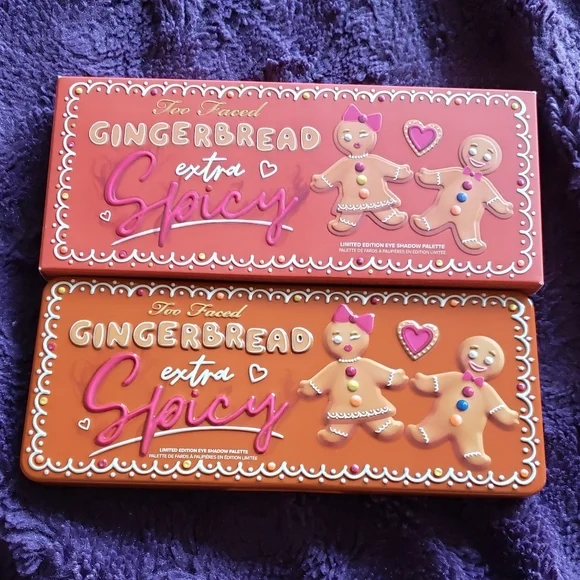 Too Faced
GINGERBREAD
extra
Spicy
LIMITED EDITION EYE SHADOW PALETTE
PALETTE DE FARDS À PAUPIÈRES EN ÉDITION LIMITÉE
Too Faced
GINGERBREAD
extra
Spicy
LIMITED EDITION EYE SHADOW PALETTE
PALETTE DE FARDS À PAUPIÈRES EN ÉDITION LIMITÉE